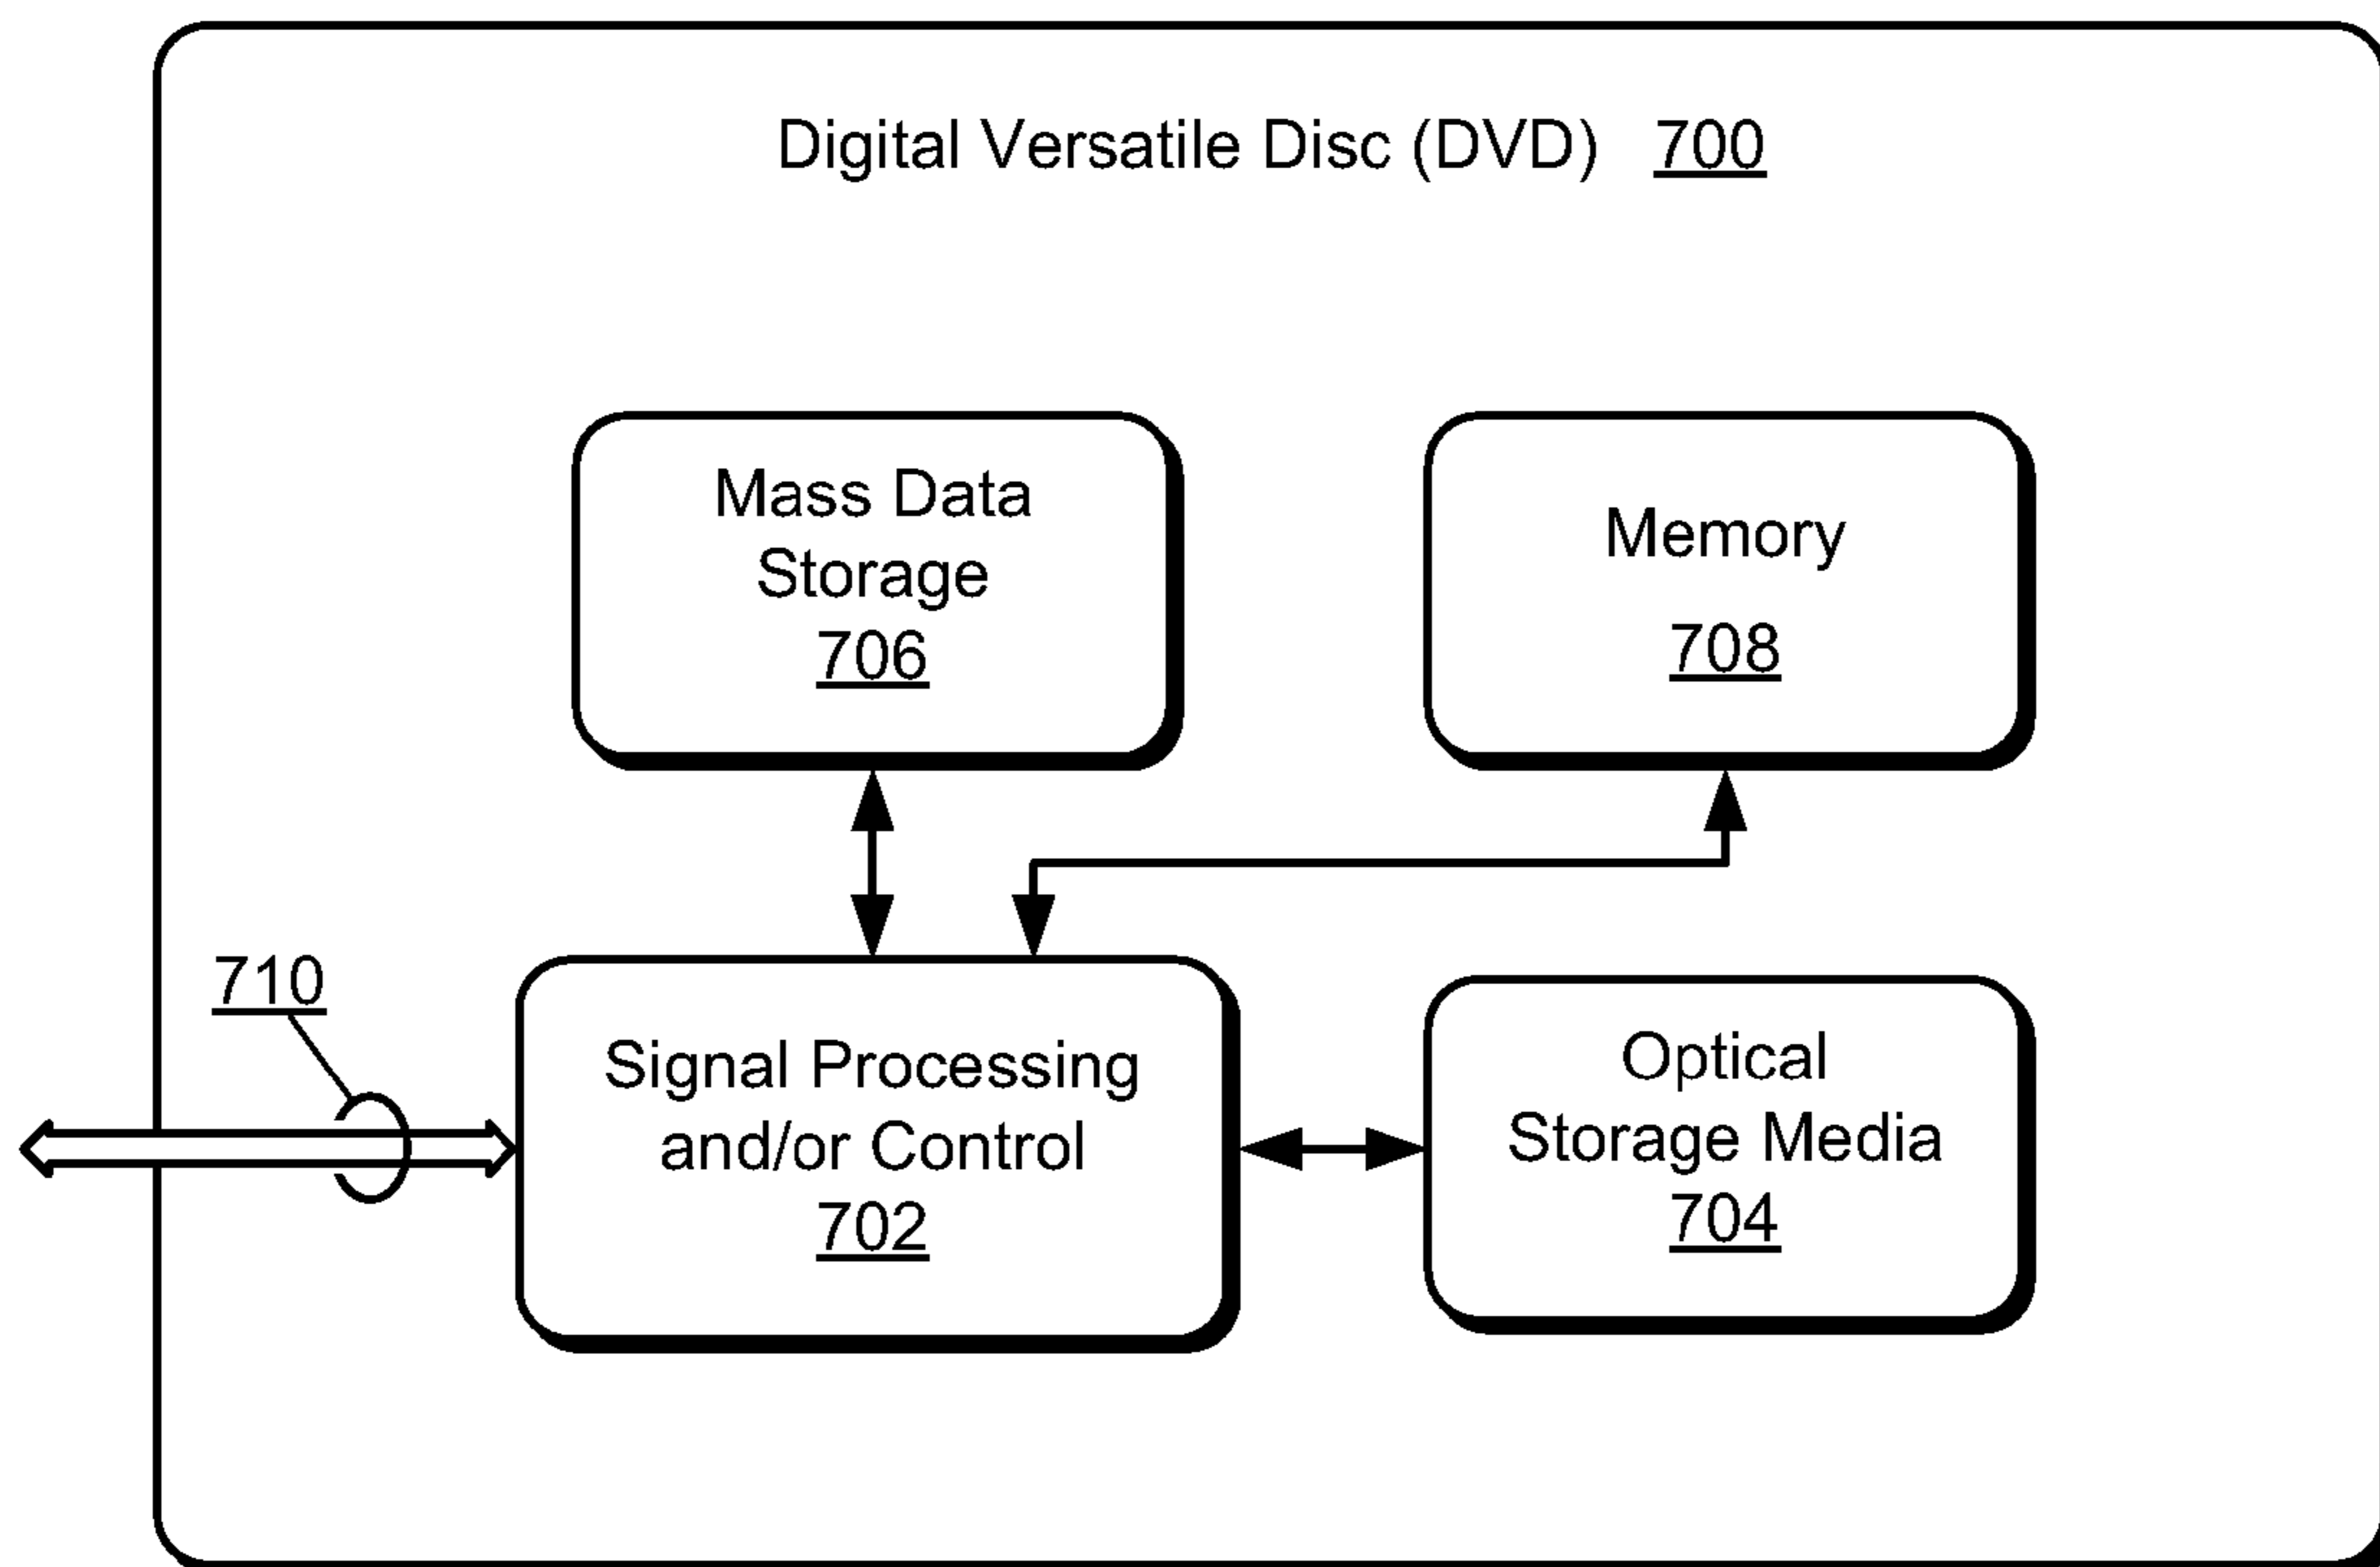 Digital Versatile Disc (DVD) 700
Mass Data
Storage
706
Memory
708
710
Signal Processing
and/or Control
702
Optical
Storage Media
704